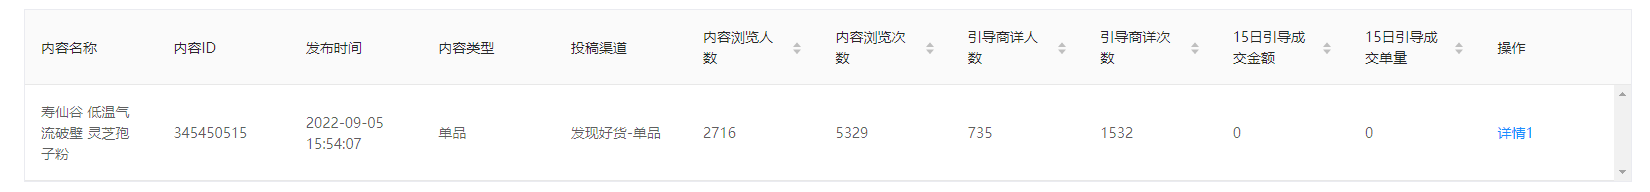 内容名称
内容ID
发布时间
内容类型
投稿渠道
内容浏览人
数
内容浏览次
数
引导商详人
数
引导商详次
数
15日引导成
交金额
15日引导成
交单量
操作
寿仙谷 低温气
流破壁 灵芝孢
子粉
345450515
2022-09-05
15:54:07
单品
发现好货-单品
2716
5329
735
1532
0
0
详情1